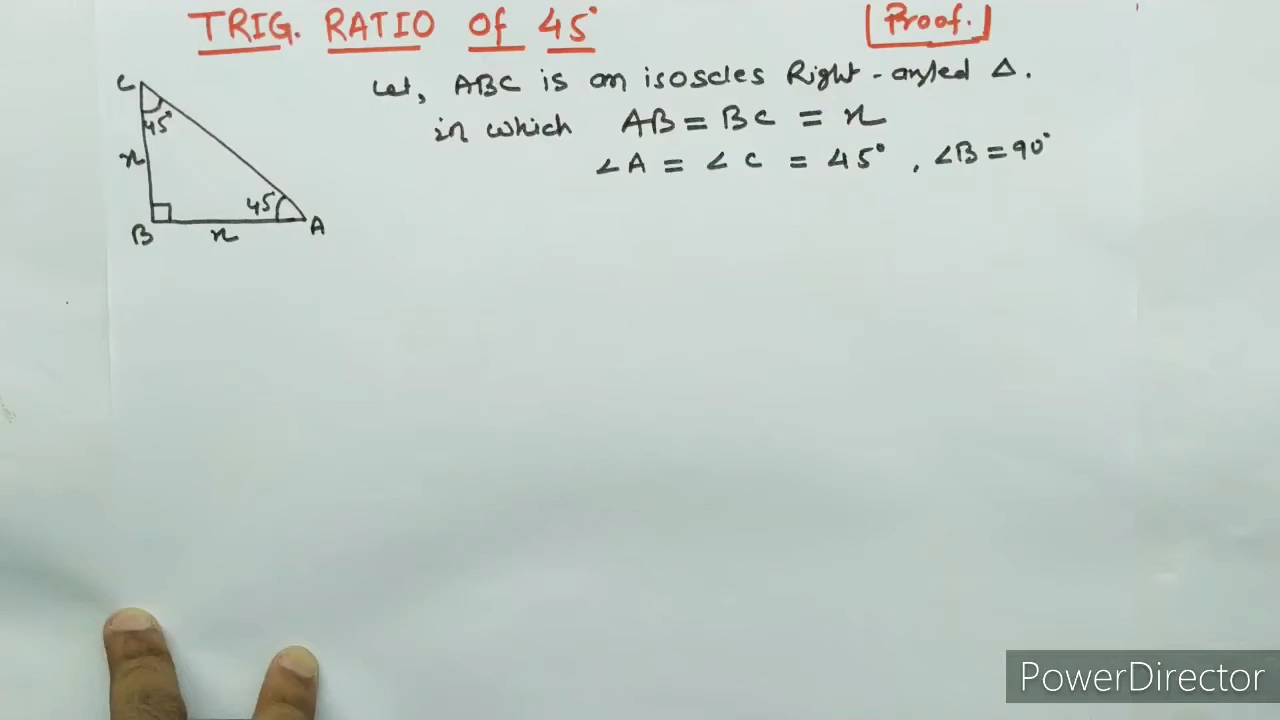 TRIG. RATIO Of 45°
[Proof.]
Let, ABC is an isoscles Right-angled Δ.
in which AB = BC = x
∠A = ∠C = 45°, ∠B = 90°
C
45°
x
45
B
x
A
PowerDirector